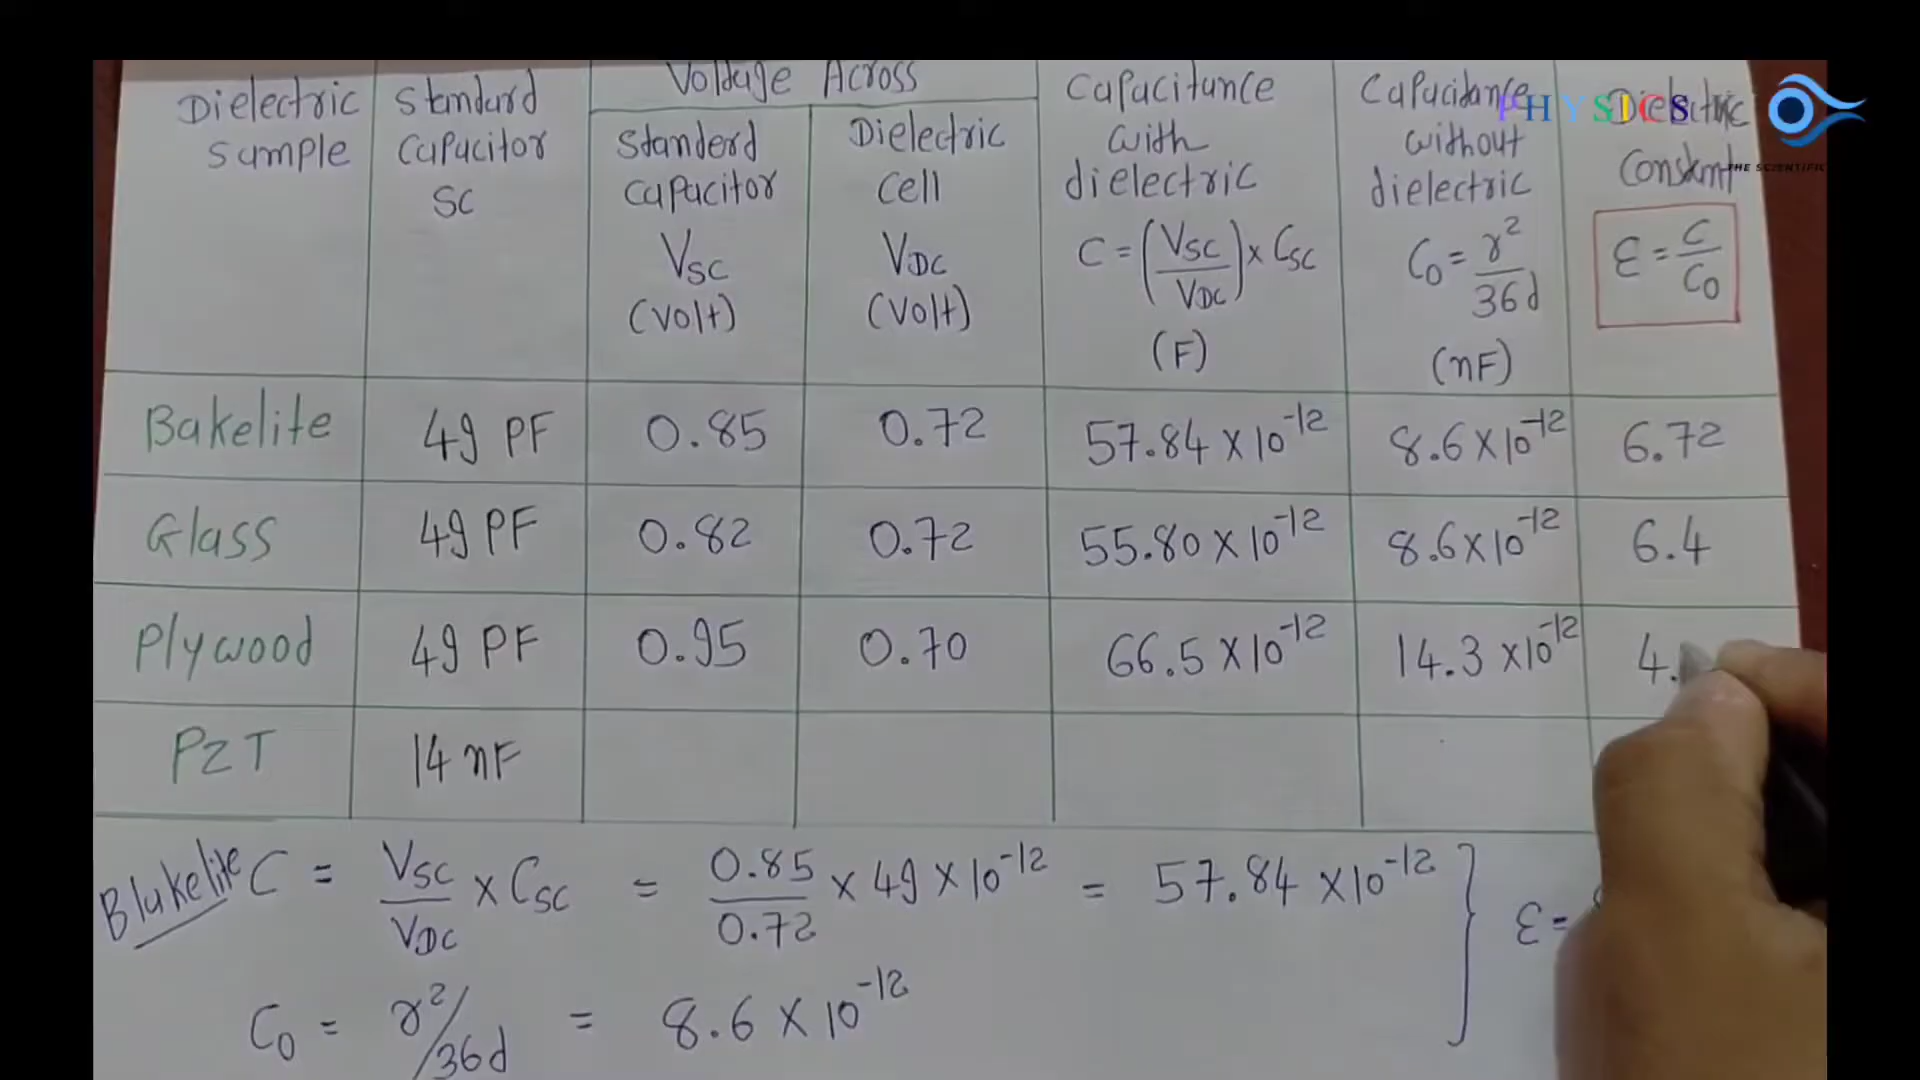 Dielectric Sample
Standard Capacitor SC
Voltage Across
Standerd Capacitor
VSC
(Volt)
Dielectric Cell
VDC
(Volt)
Capacitance with dielectric
C = (VSC/VDC) x CSC
(F)
Capacitance without dielectric
C0 = r²/36d
(nF)
Dielectric Constant
ε = C/C0
PHYSICS
THE SCIENTIFIC
Bakelite 49 PF 0.85 0.72 57.84 x 10⁻¹² 8.6 x 10⁻¹² 6.72
Glass 49 PF 0.82 0.72 55.80 x 10⁻¹² 8.6 x 10⁻¹² 6.4
Plywood 49 PF 0.95 0.70 66.5 x 10⁻¹² 14.3 x 10⁻¹² 4.
PZT 14 nF
Blakelite C = VSC/VDC x CSC = 0.85/0.72 x 49 x 10⁻¹² = 57.84 x 10⁻¹² } ε =
C0 = r²/36d = 8.6 x 10⁻¹²